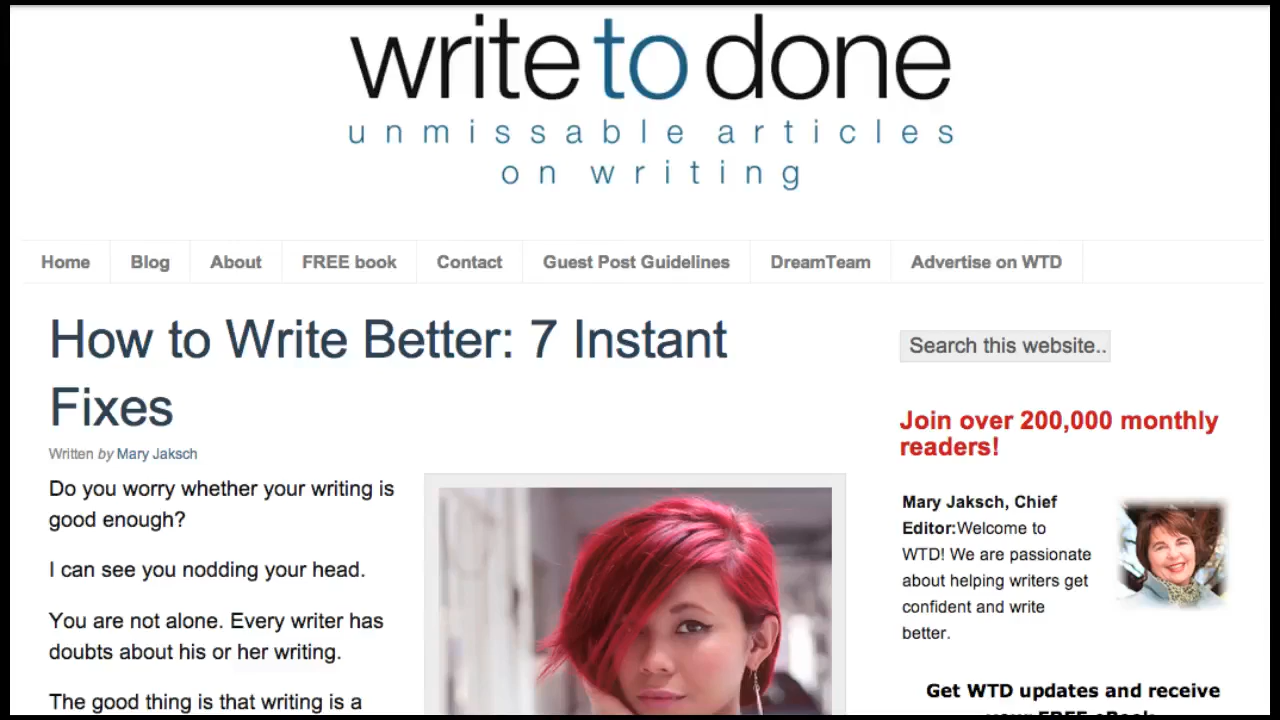 write to done
unmissable articles
on writing
Home Blog About FREE book Contact Guest Post Guidelines DreamTeam Advertise on WTD
How to Write Better: 7 Instant
Fixes
Written by Mary Jaksch
Do you worry whether your writing is
good enough?
I can see you nodding your head.
You are not alone. Every writer has
doubts about his or her writing.
The good thing is that writing is a
Search this website..
Join over 200,000 monthly
readers!
Mary Jaksch, Chief
Editor:Welcome to
WTD! We are passionate
about helping writers get
confident and write
better.
Get WTD updates and receive
your FREE eBook